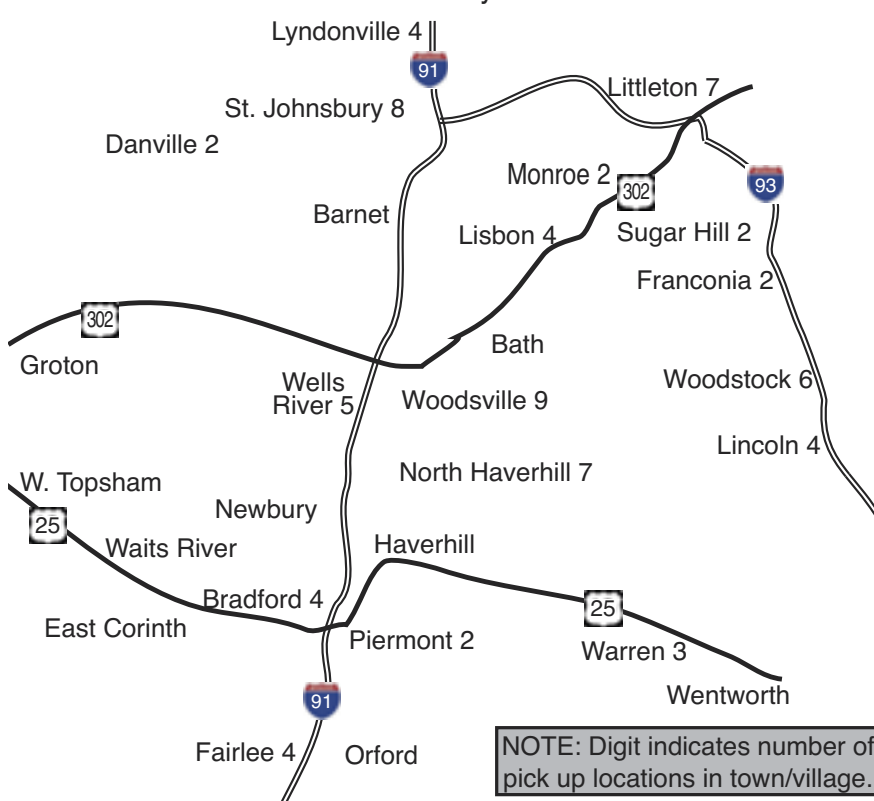 Lyndonville 4
91
Littleton 7
St. Johnsbury 8
Danville 2
Monroe 2
302
93
Barnet
Lisbon 4
Sugar Hill 2
Franconia 2
302
Bath
Groton
Wells
River 5
Woodsville 9
Woodstock 6
Lincoln 4
North Haverhill 7
W. Topsham
Newbury
25
Waits River
Haverhill
Bradford 4
25
East Corinth
Piermont 2
Warren 3
Wentworth
91
Fairlee 4
Orford
NOTE: Digit indicates number of
pick up locations in town/village.